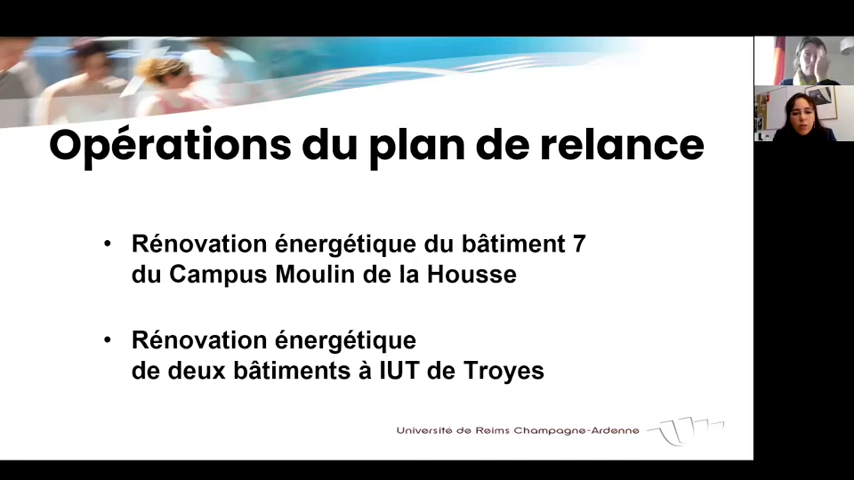 Opérations du plan de relance
• Rénovation énergétique du bâtiment 7
du Campus Moulin de la Housse
• Rénovation énergétique
de deux bâtiments à IUT de Troyes
Université de Reims Champagne-Ardenne